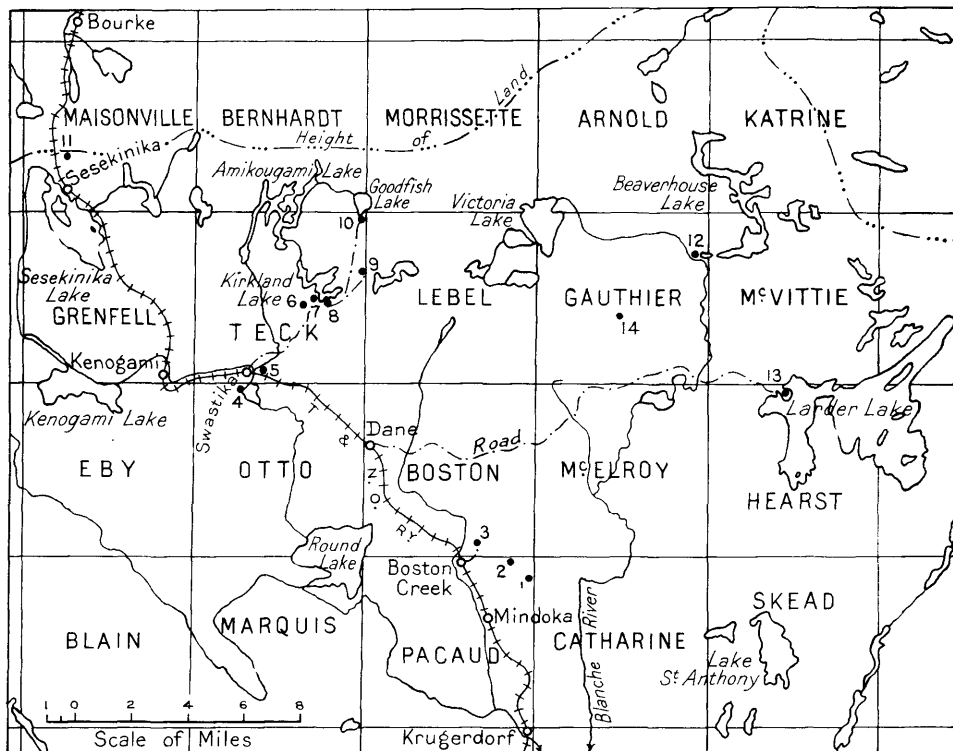 Bourke
MAISONVILLE
BERNHARDT
MORRISSETTE
ARNOLD
KATRINE
Height of Land
11
Sesekinika
Amikougami Lake
Goodfish Lake
10
Victoria Lake
Beaverhouse Lake
12
9
Sesekinika Lake
Kirkland Lake
6
7
8
GRENFELL
TECK
LEBEL
GAUTHIER
McVITTIE
14
Kenogami
5
Swastika
4
13
Kenogami Lake
Larder Lake
T. & N. O. RY.
Dane
Road
EBY
OTTO
BOSTON
McELROY
HEARST
3
Round Lake
Boston Creek
2
1
Mindoka
SKEAD
BLAIN
MARQUIS
PACAUD
CATHARINE
Blanche River
Lake St. Anthony
1 0 2 4 6 8
Scale of Miles
Krugerdorf